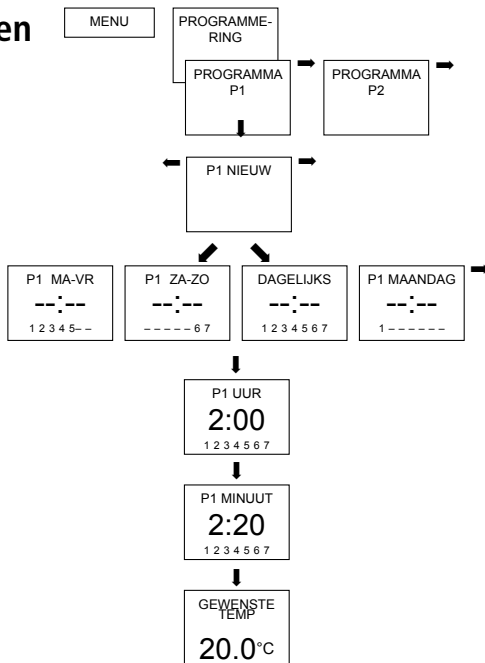 en
MENU
PROGRAMME-
RING
PROGRAMMA
P1
PROGRAMMA
P2
P1 NIEUW
P1 MA-VR
--:--
1 2 3 4 5 – –
P1 ZA-ZO
--:--
– – – – – 6 7
DAGELIJKS
--:--
1 2 3 4 5 6 7
P1 MAANDAG
--:--
1 – – – – – –
P1 UUR
2:00
1 2 3 4 5 6 7
P1 MINUUT
2:20
1 2 3 4 5 6 7
GEWENSTE
TEMP
20.0°C